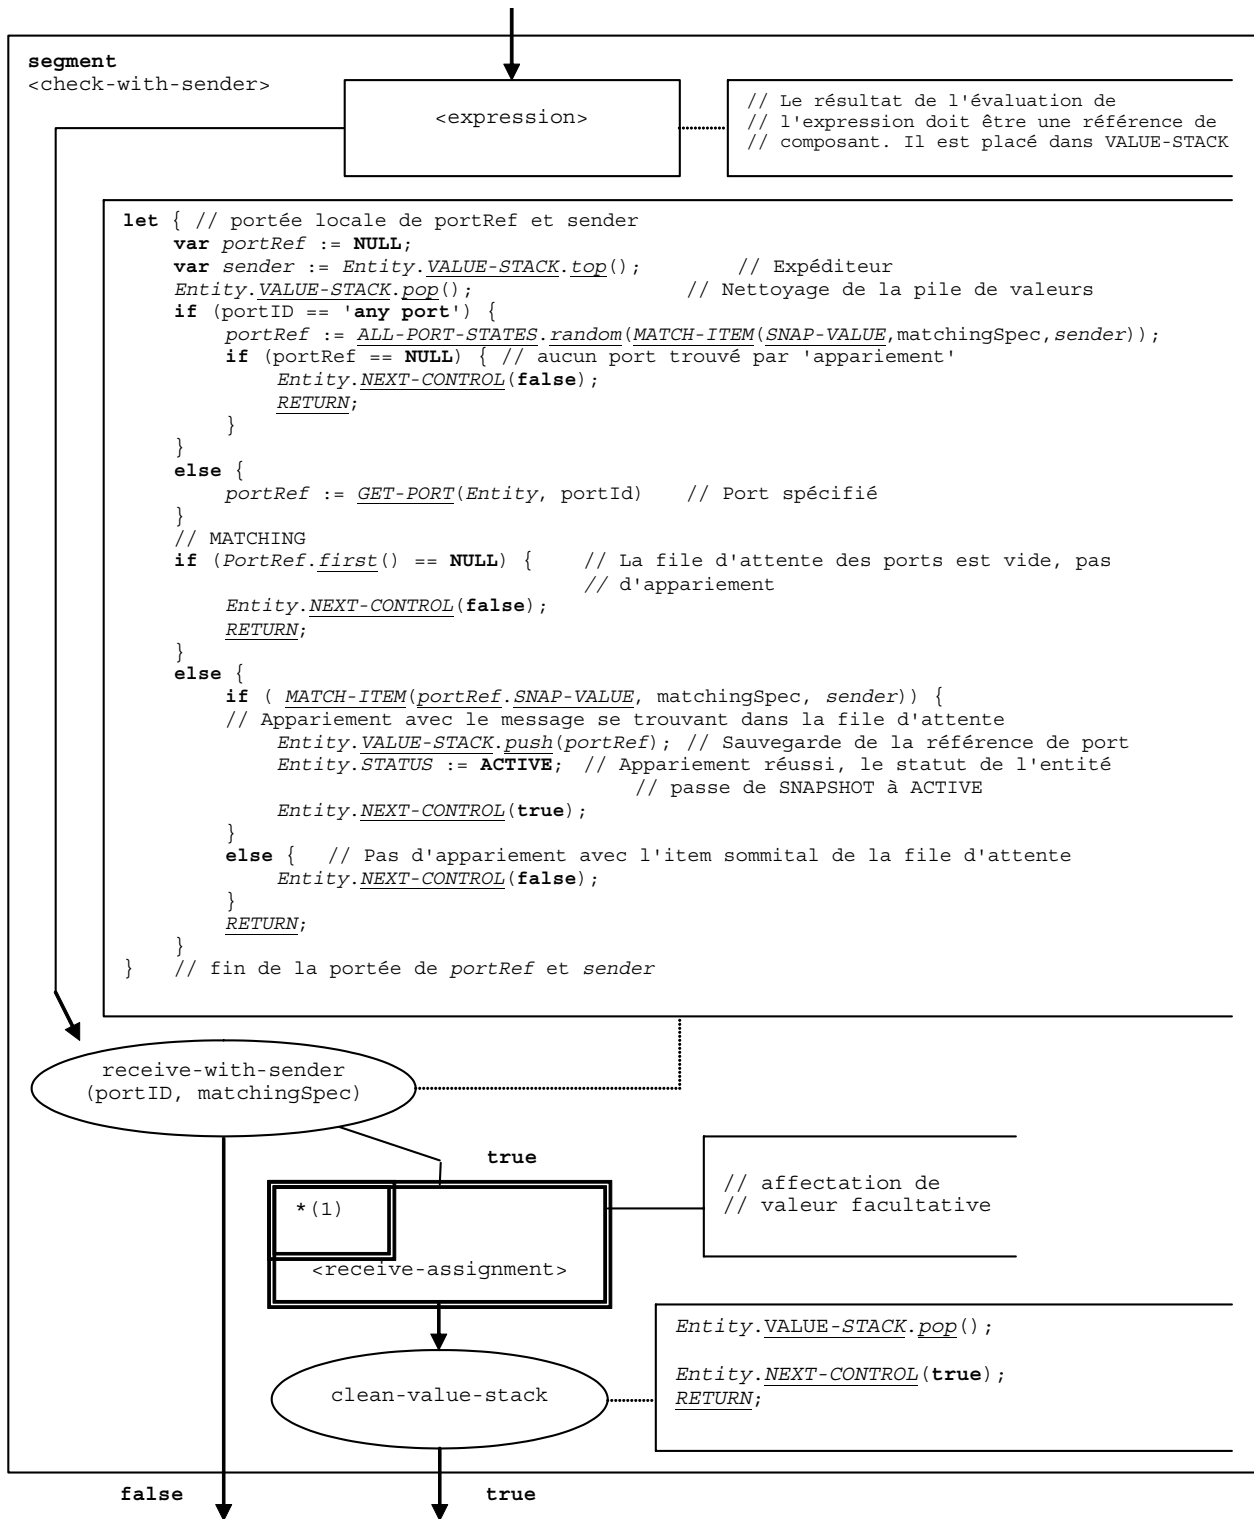 segment
<check-with-sender>
<expression>
// Le résultat de l'évaluation de
// l'expression doit être une référence de
// composant. Il est placé dans VALUE-STACK
let { // portée locale de portRef et sender
var portRef := NULL;
var sender := Entity.VALUE-STACK.top(); // Expéditeur
Entity.VALUE-STACK.pop(); // Nettoyage de la pile de valeurs
if (portID == 'any port') {
portRef := ALL-PORT-STATES.random(MATCH-ITEM(SNAP-VALUE,matchingSpec,sender));
if (portRef == NULL) { // aucun port trouvé par 'appariement'
Entity.NEXT-CONTROL(false);
RETURN;
}
}
else {
portRef := GET-PORT(Entity, portId) // Port spécifié
}
// MATCHING
if (PortRef.first() == NULL) { // La file d'attente des ports est vide, pas
// d'appariement
Entity.NEXT-CONTROL(false);
RETURN;
}
else {
if ( MATCH-ITEM(portRef.SNAP-VALUE, matchingSpec, sender)) {
// Appariement avec le message se trouvant dans la file d'attente
Entity.VALUE-STACK.push(portRef); // Sauvegarde de la référence de port
Entity.STATUS := ACTIVE; // Appariement réussi, le statut de l'entité
// passe de SNAPSHOT à ACTIVE
Entity.NEXT-CONTROL(true);
}
else { // Pas d'appariement avec l'item sommital de la file d'attente
Entity.NEXT-CONTROL(false);
}
RETURN;
}
} // fin de la portée de portRef et sender
receive-with-sender
(portID, matchingSpec)
true
*(1)
<receive-assignment>
// affectation de
// valeur facultative
Entity.VALUE-STACK.pop();
Entity.NEXT-CONTROL(true);
RETURN;
clean-value-stack
false
true